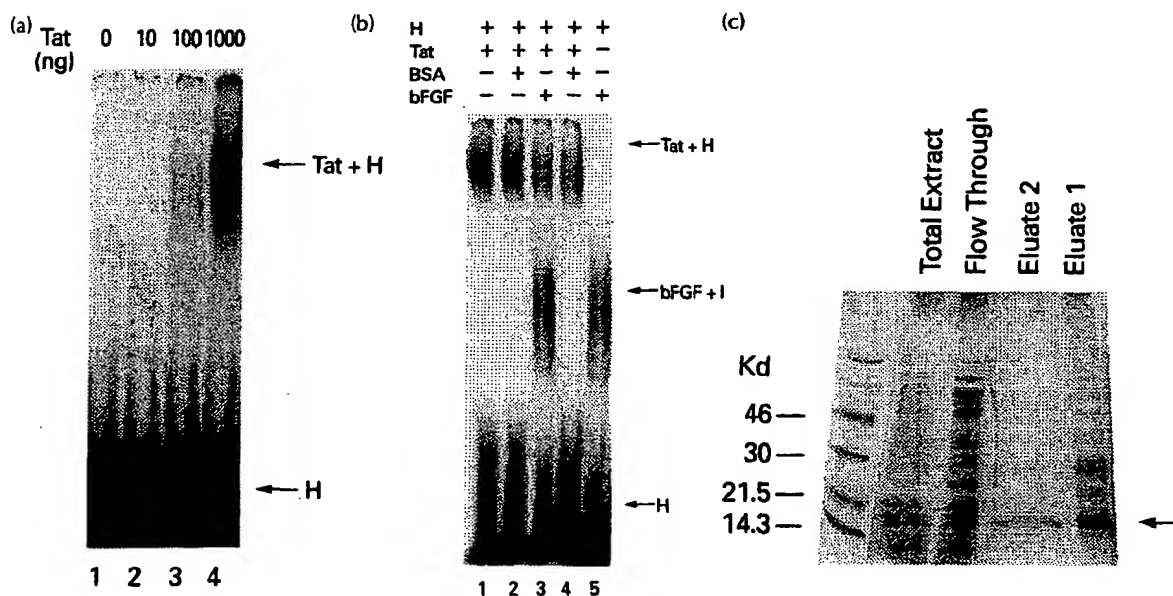 (a)
Tat 0 10 100 1000
(ng)
Tat + H
H
1 2 3 4
(b)
H + + + + +
Tat + + + + −
BSA − + − + −
bFGF − − + − +
Tat + H
bFGF + I
H
1 2 3 4 5
(c)
Total Extract
Flow Through
Eluate 2
Eluate 1
Kd
46
30
21.5
14.3